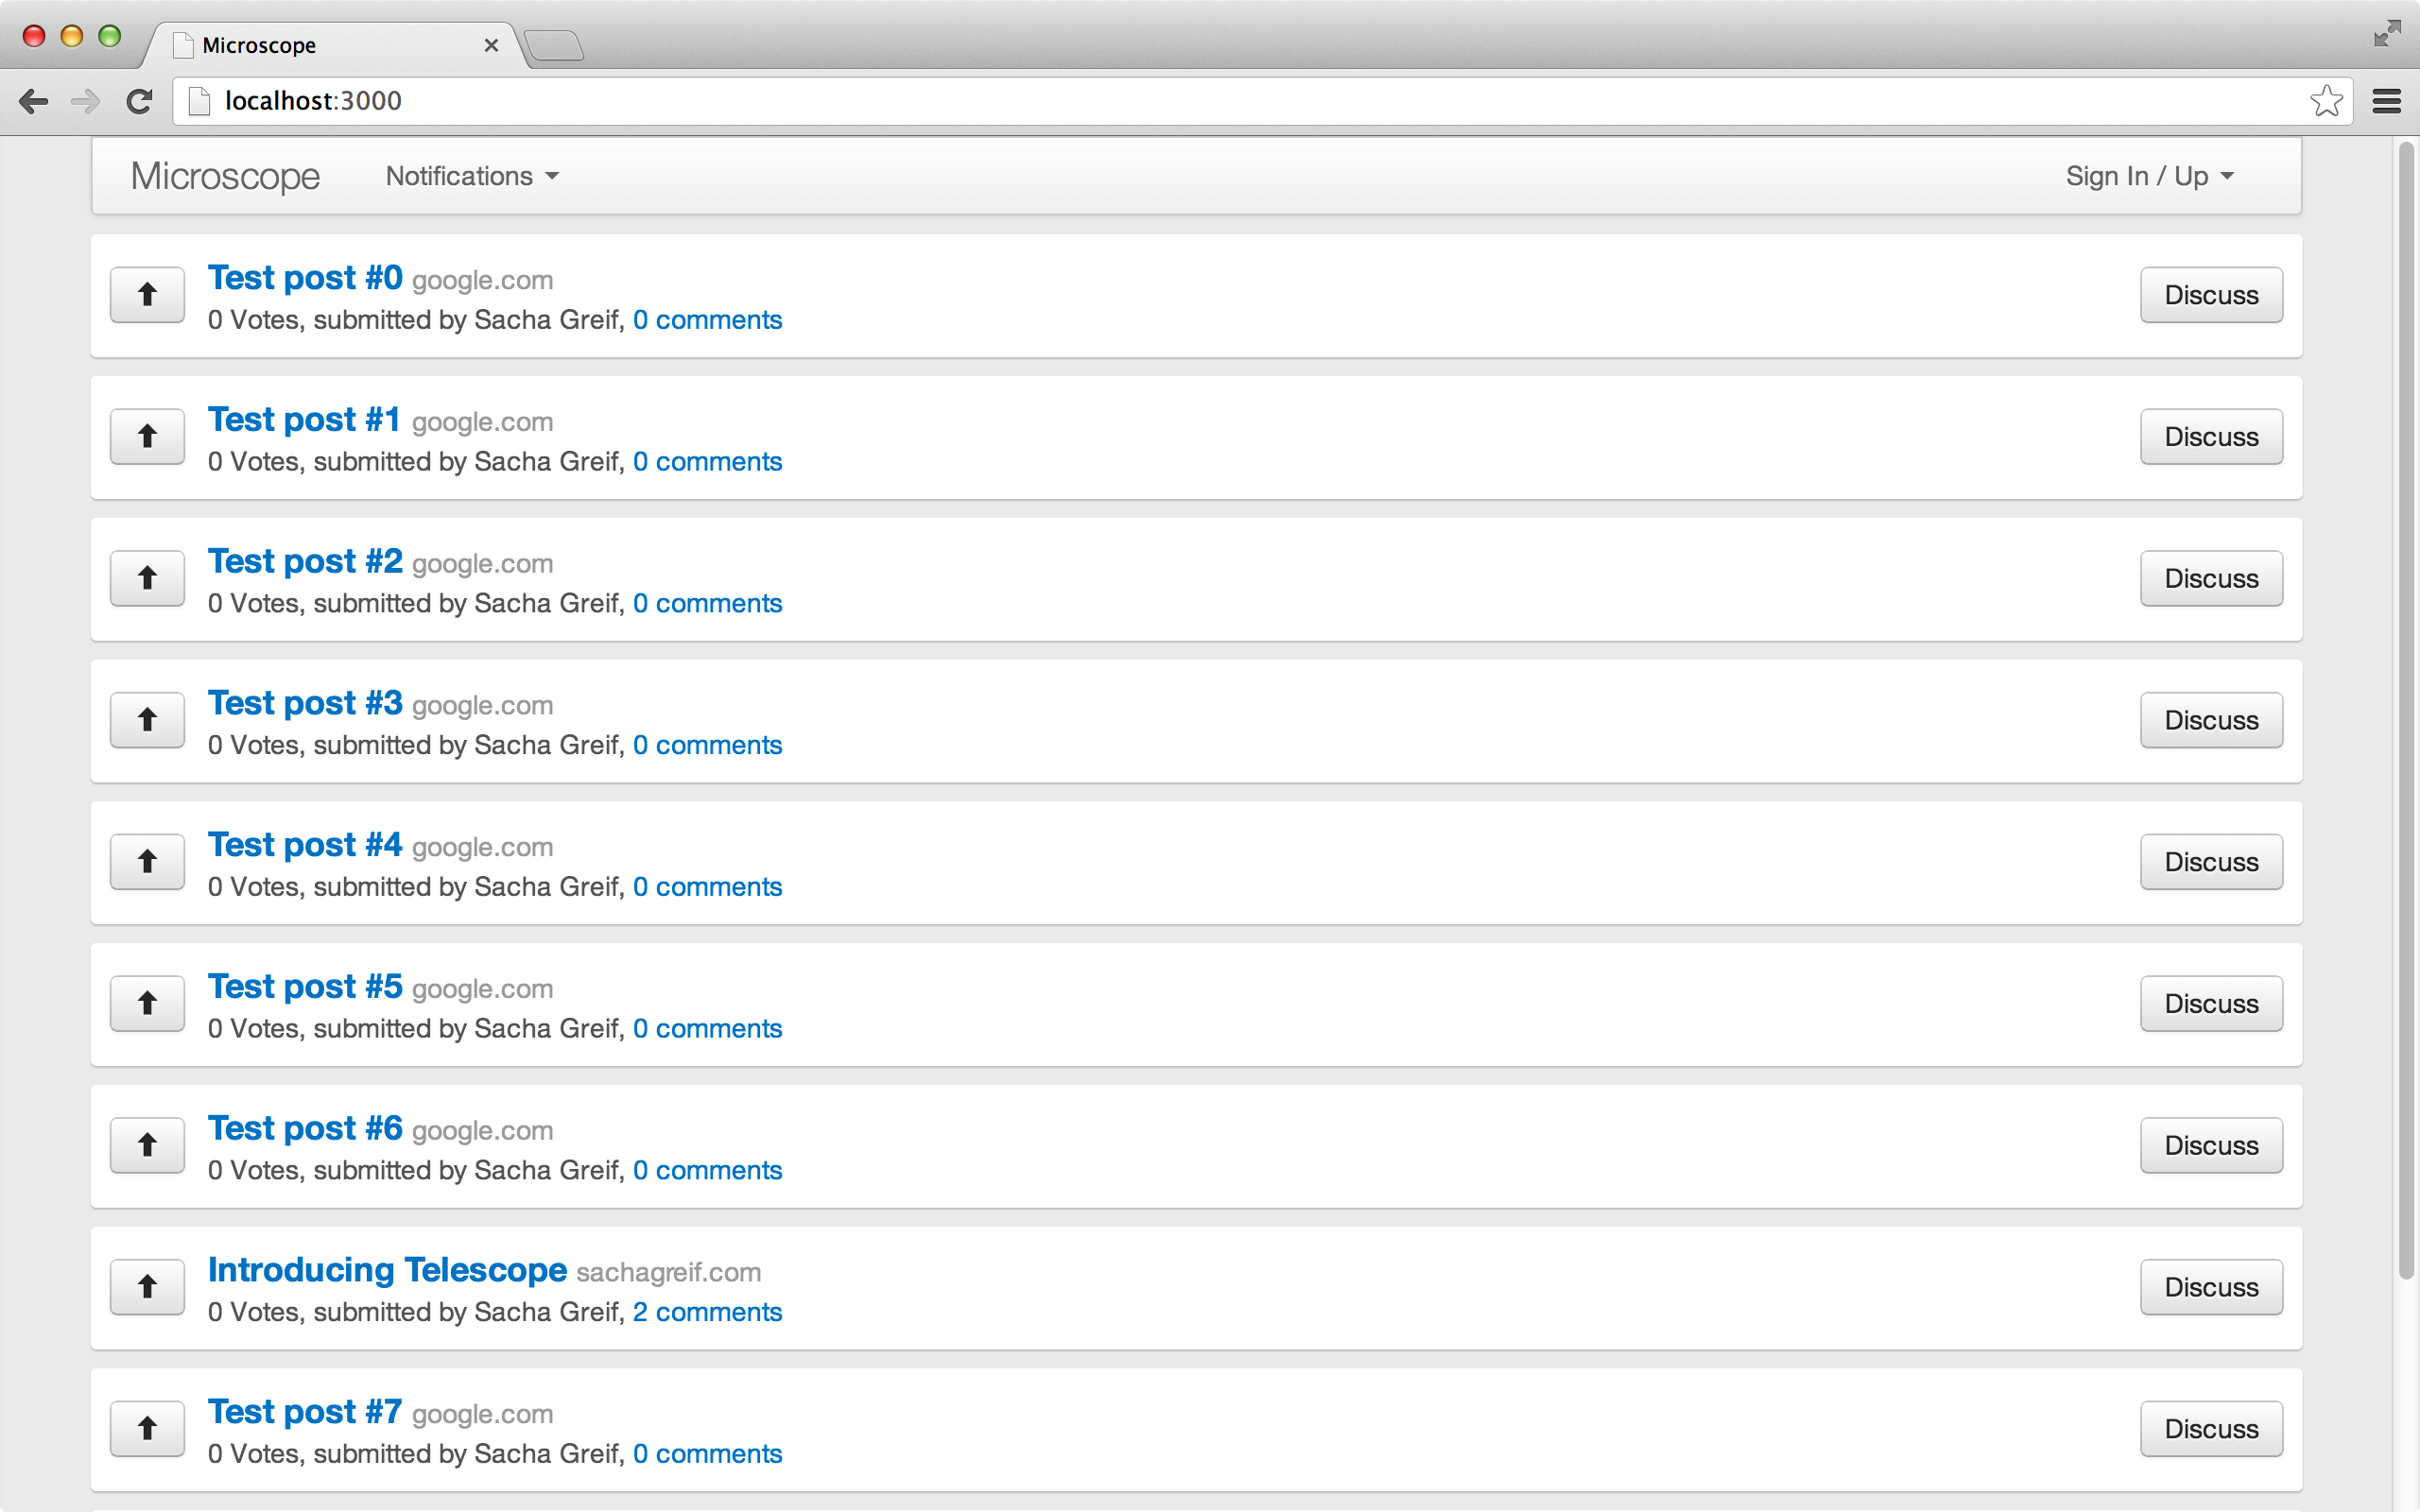 Microscope
localhost:3000
Microscope Notifications Sign In / Up
Test post #0 google.com
0 Votes, submitted by Sacha Greif, 0 comments
Discuss
Test post #1 google.com
0 Votes, submitted by Sacha Greif, 0 comments
Discuss
Test post #2 google.com
0 Votes, submitted by Sacha Greif, 0 comments
Discuss
Test post #3 google.com
0 Votes, submitted by Sacha Greif, 0 comments
Discuss
Test post #4 google.com
0 Votes, submitted by Sacha Greif, 0 comments
Discuss
Test post #5 google.com
0 Votes, submitted by Sacha Greif, 0 comments
Discuss
Test post #6 google.com
0 Votes, submitted by Sacha Greif, 0 comments
Discuss
Introducing Telescope sachagreif.com
0 Votes, submitted by Sacha Greif, 2 comments
Discuss
Test post #7 google.com
0 Votes, submitted by Sacha Greif, 0 comments
Discuss